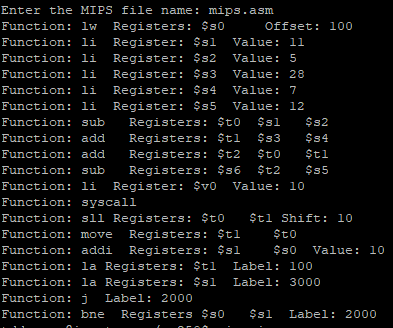 Enter the MIPS file name: mips.asm
Function: lw  Registers: $s0    Offset: 100
Function: li  Register: $s1  Value: 11
Function: li  Register: $s2  Value: 5
Function: li  Register: $s3  Value: 28
Function: li  Register: $s4  Value: 7
Function: li  Register: $s5  Value: 12
Function: sub   Registers: $t0  $s1   $s2
Function: add   Registers: $t1  $s3   $s4
Function: add   Registers: $t2  $t0   $t1
Function: sub   Registers: $s6  $t2   $s5
Function: li  Register: $v0  Value: 10
Function: syscall
Function: sll Registers: $t0   $t1 Shift: 10
Function: move  Registers: $t1    $t0
Function: addi  Registers: $s1    $s0  Value: 10
Function: la Registers: $t1  Label: 100
Function: la Registers: $s1  Label: 3000
Function: j  Label: 2000
Function: bne  Registers $s0   $s1  Label: 2000